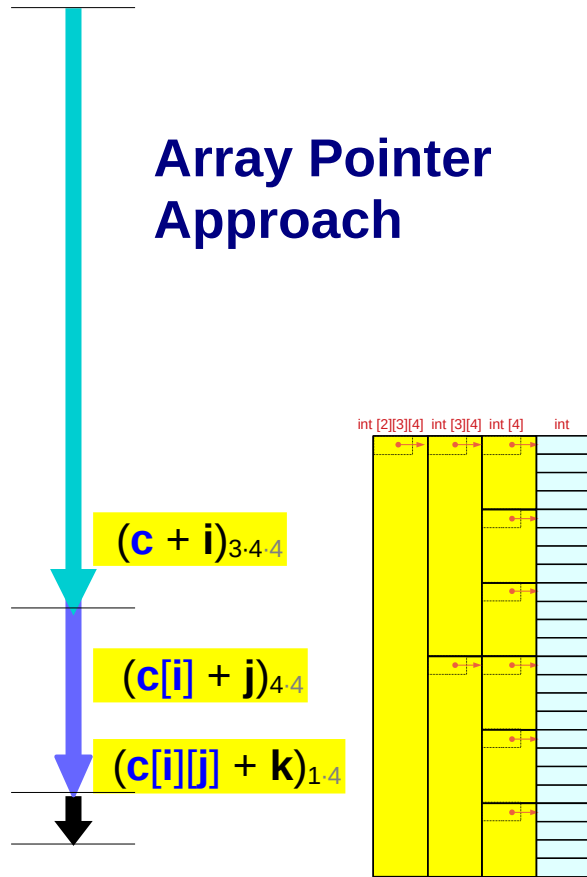 Array Pointer
Approach
int [2][3][4] int [3][4] int [4] int
(c + i)3·4·4
(c[i] + j)4·4
(c[i][j] + k)1·4